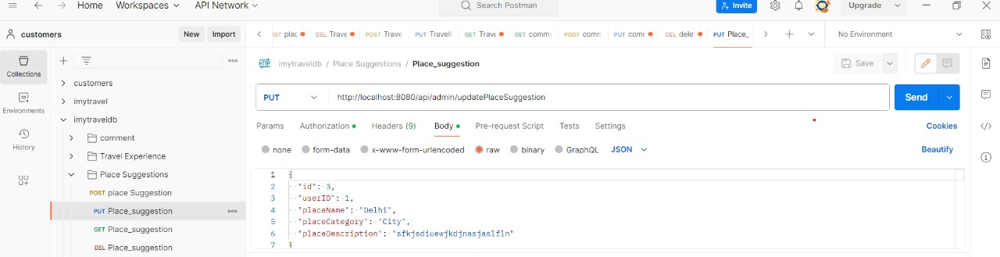 Home Workspaces API Network Search Postman Invite Upgrade
customers New Import
OST plac DEL Trave POST Trave PUT Travel GET Trave GET comm POST comn PUT comr DEL dele PUT Place_ No Environment
Collections
Environments
History
customers
imytravel
imytraveldb
comment
Travel Experience
Place Suggestions
POST place Suggestion
PUT Place_suggestion
GET Place_suggestion
DEL Place_suggestion
HTTP imytraveldb / Place Suggestions / Place_suggestion Save
PUT http://localhost:8080/api/admin/updatePlaceSuggestion Send
Params Authorization Headers (9) Body Pre-request Script Tests Settings Cookies
none form-data x-www-form-urlencoded raw binary GraphQL JSON Beautify
1 {
2 "id": 3,
3 "userID": 1,
4 "placeName": "Delhi",
5 "placeCategory": "City",
6 "placeDescription": "sfkjsdiuewjkdjnasjaslfln"
7 }